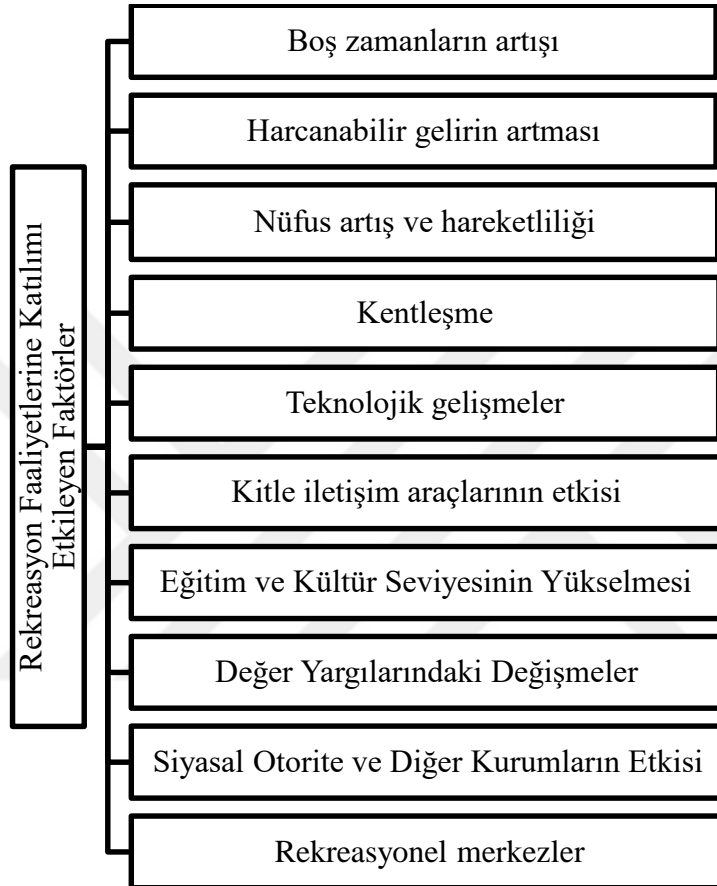 Rekreasyon Faaliyetlerine Katılımı
Etkileyen Faktörler
Boş zamanların artışı
Harcanabilir gelirin artması
Nüfus artış ve hareketliliği
Kentleşme
Teknolojik gelişmeler
Kitle iletişim araçlarının etkisi
Eğitim ve Kültür Seviyesinin Yükselmesi
Değer Yargılarındaki Değişmeler
Siyasal Otorite ve Diğer Kurumların Etkisi
Rekreasyonel merkezler